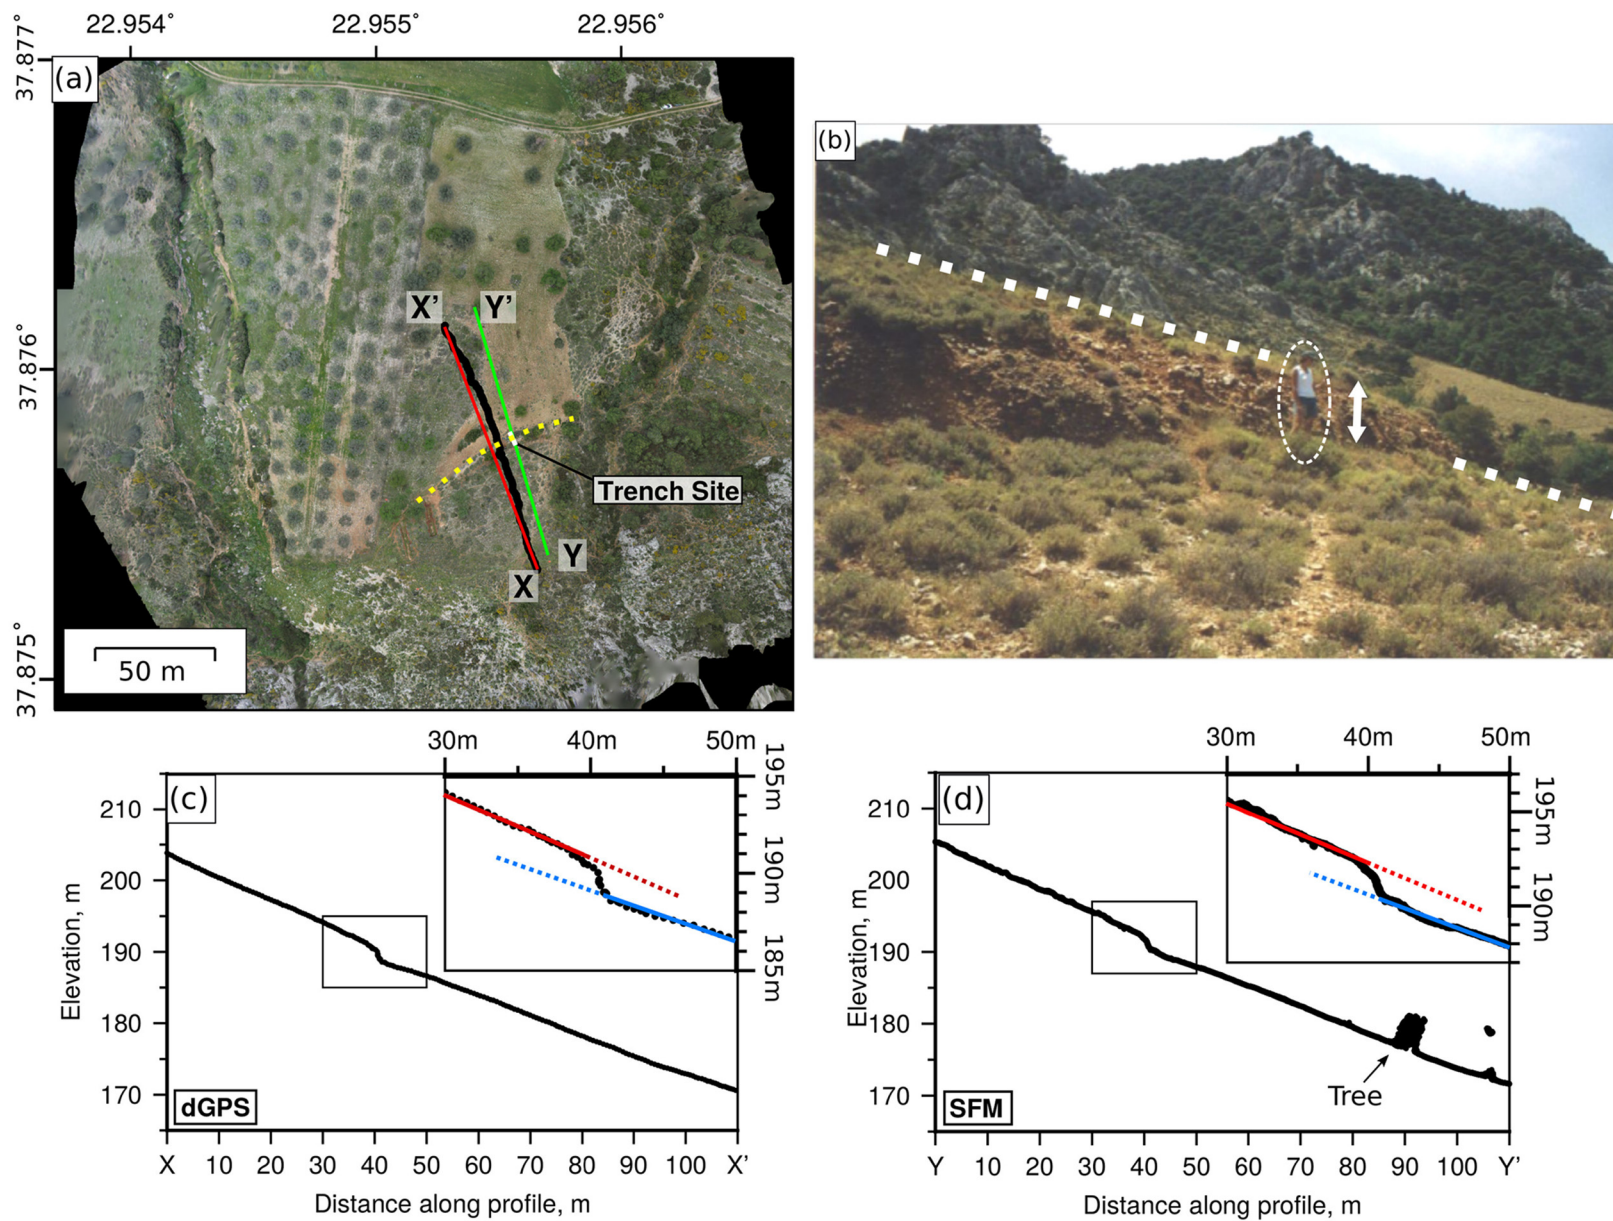 22.954˚ 22.955˚ 22.956˚
37.877˚
37.876˚
37.875˚
(a)
X’ Y’
Trench Site
Y
X
50 m
(b)
30m 40m 50m
195m
190m
185m
(c)
210
200
190
180
170
Elevation, m
dGPS
X 10 20 30 40 50 60 70 80 90 100 X’
Distance along profile, m
30m 40m 50m
195m
190m
(d)
210
200
190
180
170
Elevation, m
Tree
SFM
Y 10 20 30 40 50 60 70 80 90 100 Y’
Distance along profile, m